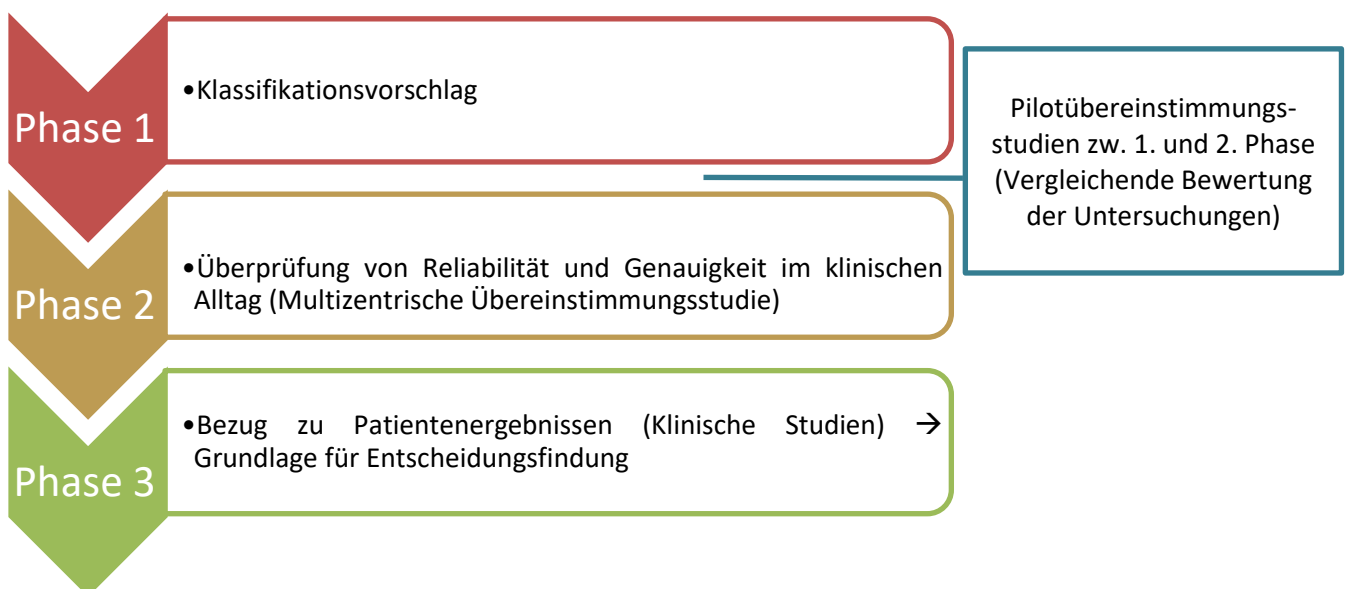 Phase 1
•Klassifikationsvorschlag
Pilotübereinstimmungs-
studien zw. 1. und 2. Phase
(Vergleichende Bewertung
der Untersuchungen)
Phase 2
•Überprüfung von Reliabilität und Genauigkeit im klinischen
Alltag (Multizentrische Übereinstimmungsstudie)
Phase 3
•Bezug zu Patientenergebnissen (Klinische Studien) →
Grundlage für Entscheidungsfindung